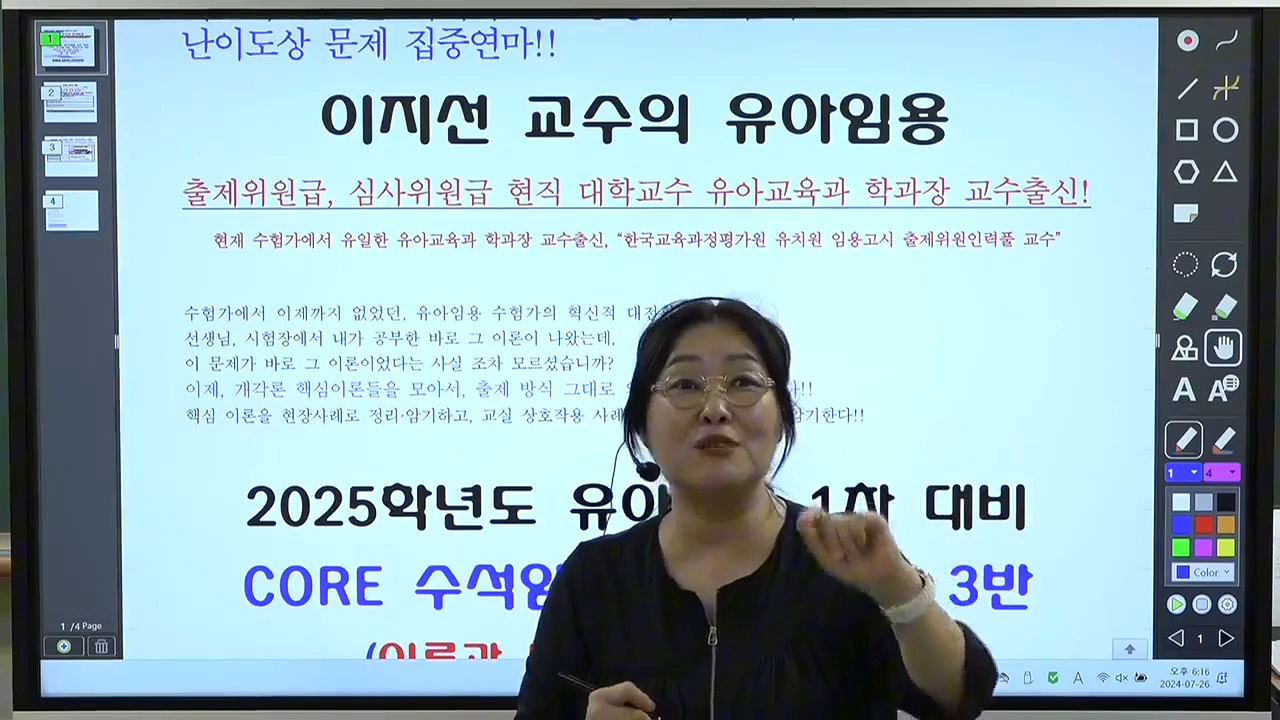 난이도상 문제 집중연마!!
이지선 교수의 유아임용
출제위원급, 심사위원급 현직 대학교수 유아교육과 학과장 교수출신!
현재 수험가에서 유일한 유아교육과 학과장 교수출신, “한국교육과정평가원 유치원 임용고시 출제위원인력풀 교수”
수험가에서 이제까지 없었던, 유아임용 수험가의 혁신적
선생님, 시험장에서 내가 공부한 바로 그 이론이 나왔는데,
이 문제가 바로 그 이론이었다는 사실 조차 모르셨습니까?
이제, 개각론 핵심이론들을 모아서, 출제 방식 그대로 !!
핵심 이론을 현장사례로 정리·암기하고, 교실 상호작용 암기한다!!
2025학년도 유아 1차 대비
CORE 수석임 3반
(이론과
1
2
3
4
1 /4 Page
A
A
1
4
Color
1
A
오후 6:16
2024-07-26